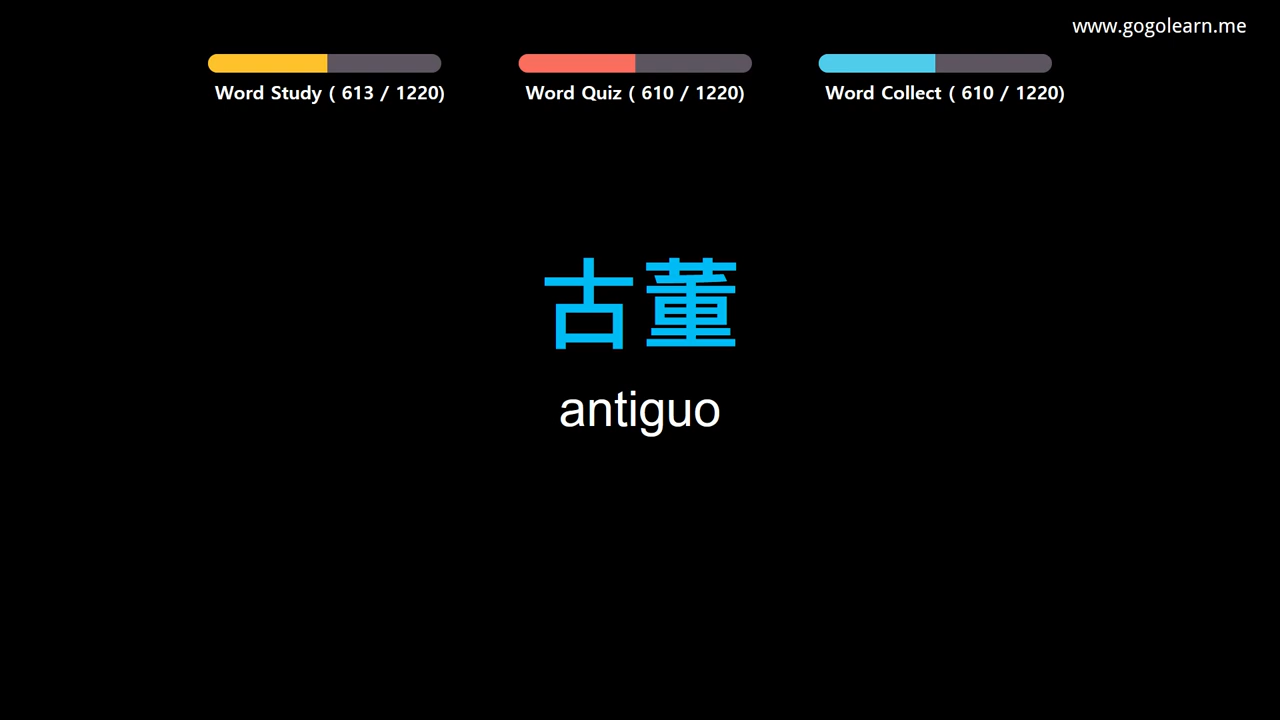 www.gogolearn.me
Word Study ( 613 / 1220)
Word Quiz ( 610 / 1220)
Word Collect ( 610 / 1220)
古董
antiguo